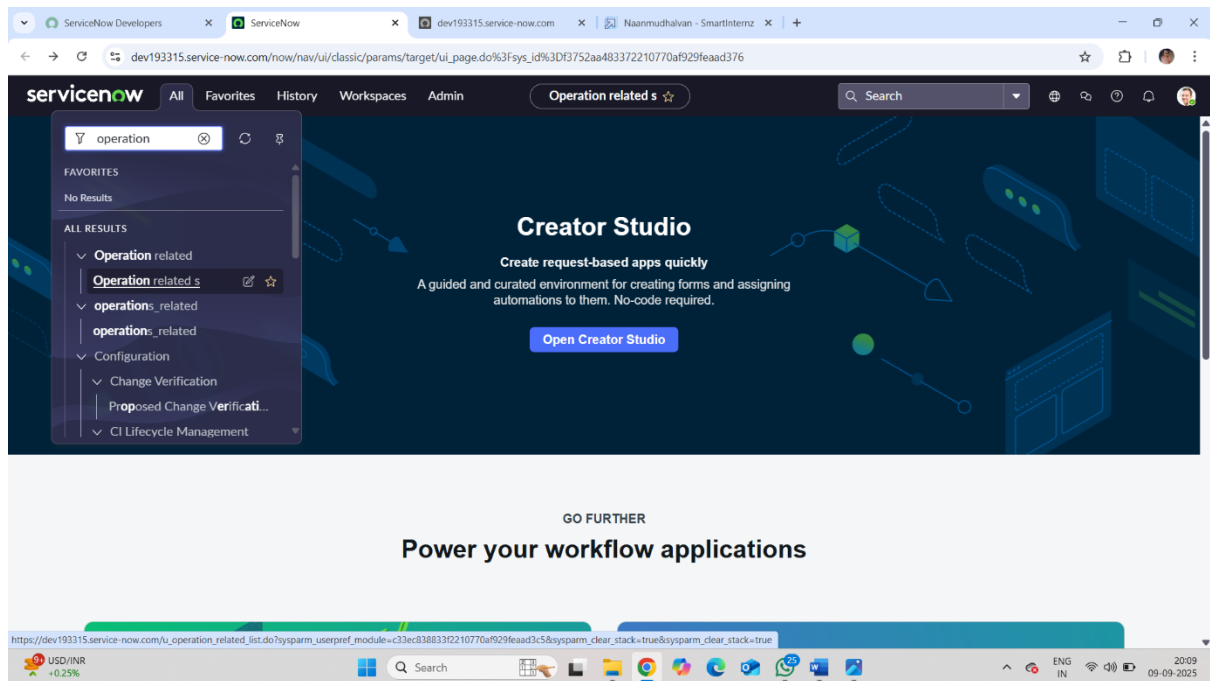 ServiceNow Developers
ServiceNow
dev193315.service-now.com
Naanmudhalvan - SmartInternz
dev193315.service-now.com/now/nav/ui/classic/params/target/ui_page.do%3Fsys_id%3Df3752aa483372210770af929feaad376
servicenow All Favorites History Workspaces Admin Operation related s Search
operation
FAVORITES
No Results
ALL RESULTS
Operation related
Operation related s
operations_related
operations_related
Configuration
Change Verification
Proposed Change Verificati...
CI Lifecycle Management
Creator Studio
Create request-based apps quickly
A guided and curated environment for creating forms and assigning
automations to them. No-code required.
Open Creator Studio
GO FURTHER
Power your workflow applications
https://dev193315.service-now.com/u_operation_related_list.do?sysparm_userpref_module=c33ec838833f2210770af929feaad3c5&sysparm_clear_stack=true&sysparm_clear_stack=true
USD/INR
+0.25%
Search
25
ENG
IN
20:09
09-09-2025